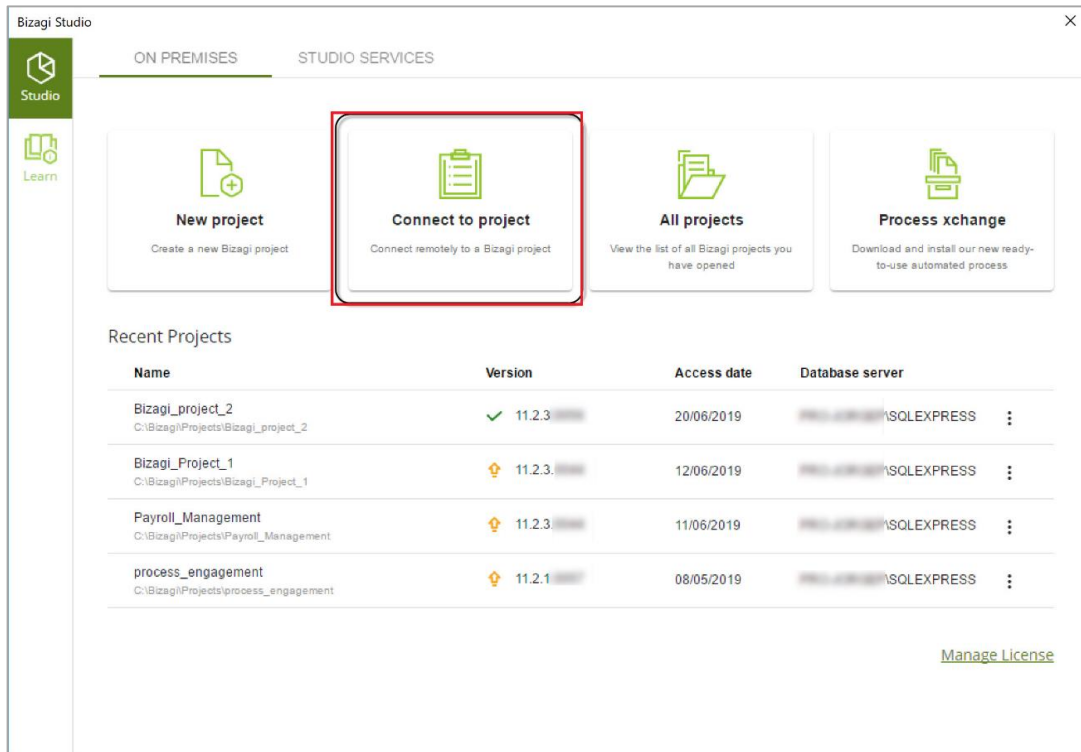 Bizagi Studio
ON PREMISES STUDIO SERVICES
Studio
Learn
New project
Create a new Bizagi project
Connect to project
Connect remotely to a Bizagi project
All projects
View the list of all Bizagi projects you
have opened
Process xchange
Download and install our new ready-
to-use automated process
Recent Projects
Name Version Access date Database server
Bizagi_project_2 11.2.3 20/06/2019 \SQLEXPRESS
C:\Bizagi\Projects\Bizagi_project_2
Bizagi_Project_1 11.2.3. 12/06/2019 \SQLEXPRESS
C:\Bizagi\Projects\Bizagi_Project_1
Payroll_Management 11.2.3 11/06/2019 \SQLEXPRESS
C:\Bizagi\Projects\Payroll_Management
process_engagement 11.2.1 08/05/2019 \SQLEXPRESS
C:\Bizagi\Projects\process_engagement
Manage License